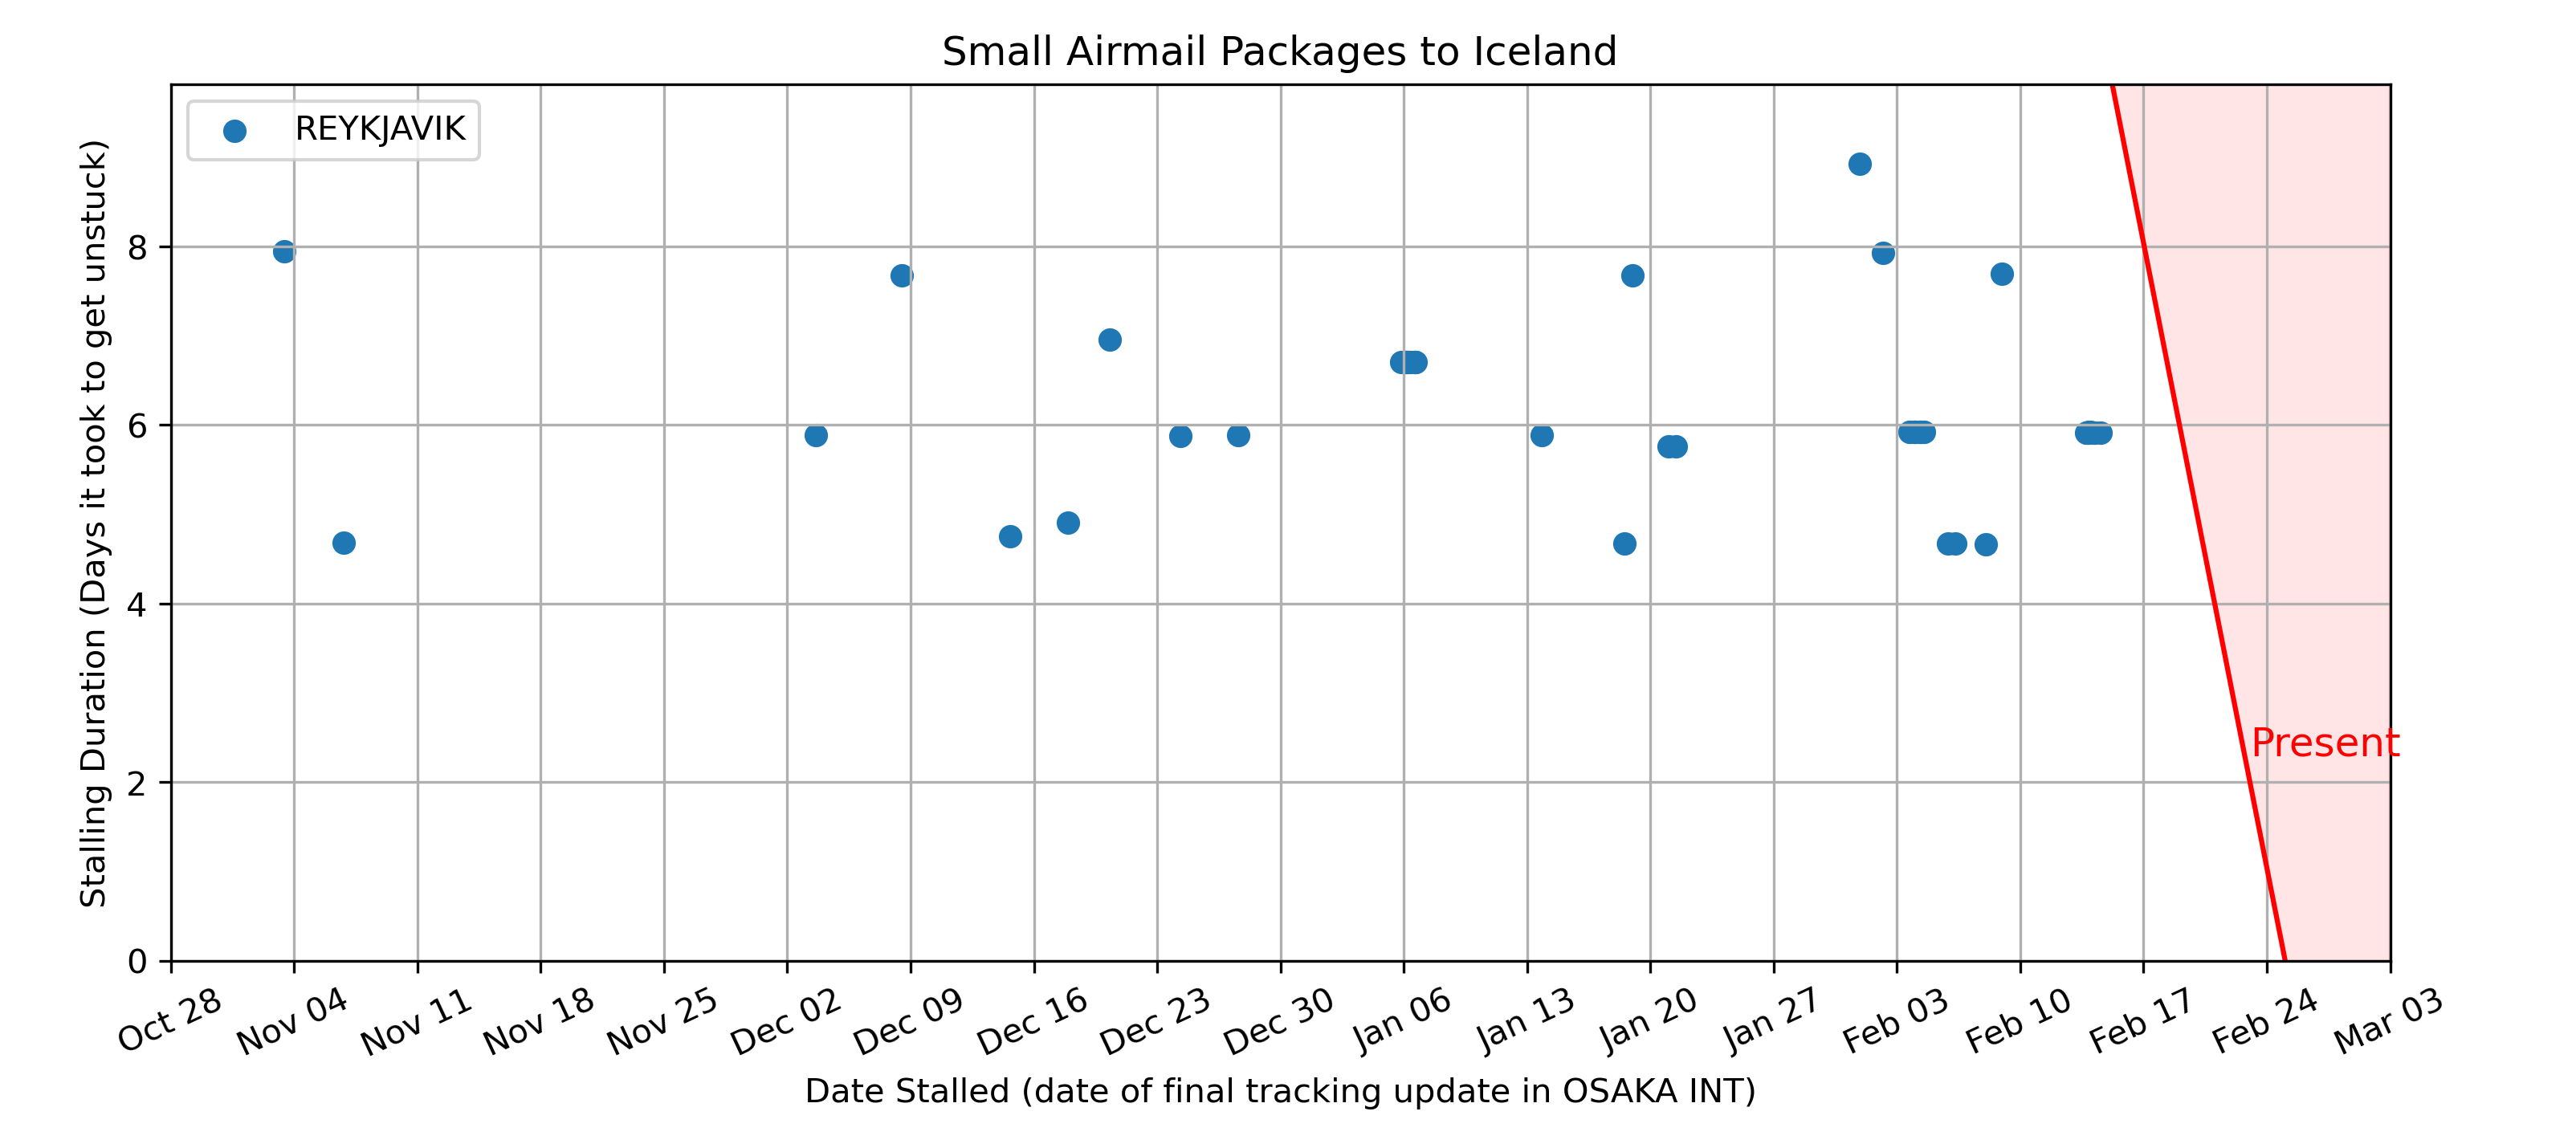 Small Airmail Packages to Iceland
REYKJAVIK
Stalling Duration (Days it took to get unstuck)
8
6
4
2
0
Present
Oct 28
Nov 04
Nov 11
Nov 18
Nov 25
Dec 02
Dec 09
Dec 16
Dec 23
Dec 30
Jan 06
Jan 13
Jan 20
Jan 27
Feb 03
Feb 10
Feb 17
Feb 24
Mar 03
Date Stalled (date of final tracking update in OSAKA INT)